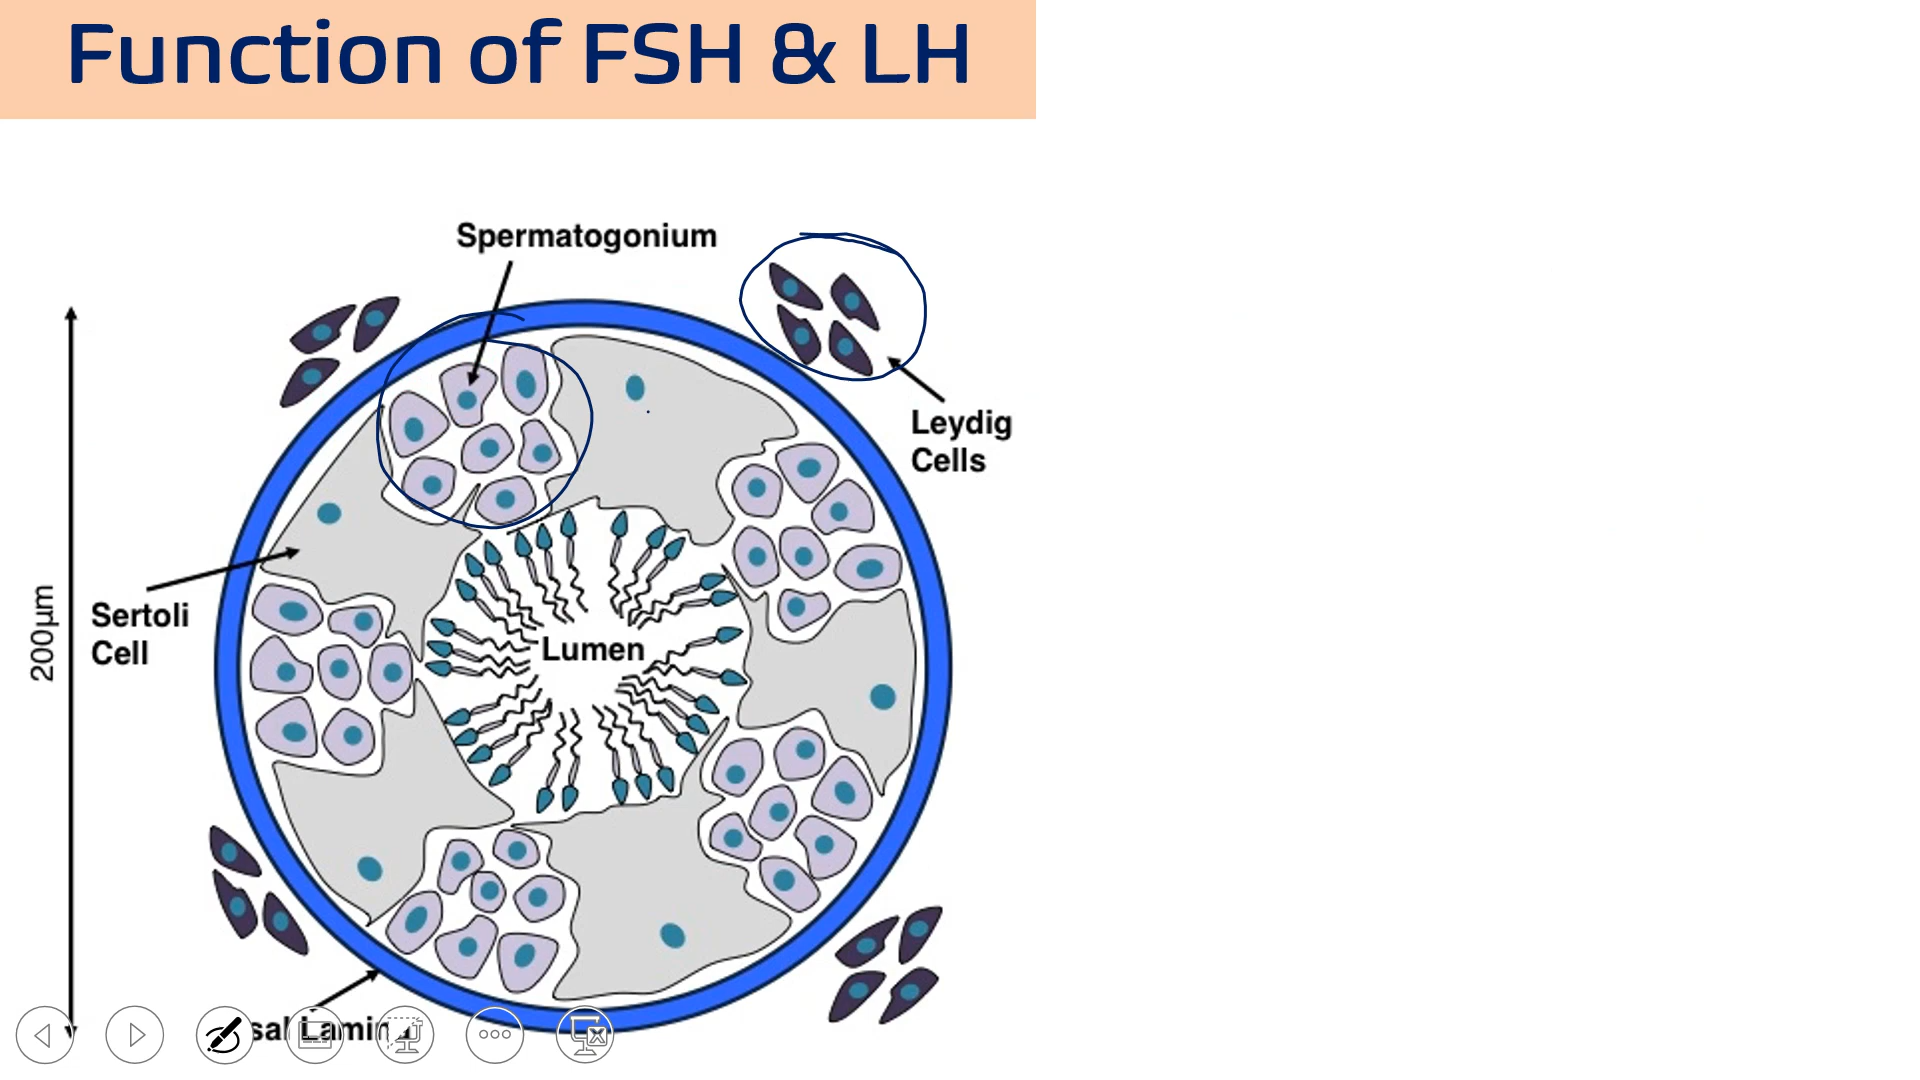 Function of FSH & LH
Spermatogonium
Leydig
Cells
Sertoli
Cell
200µm
Lumen